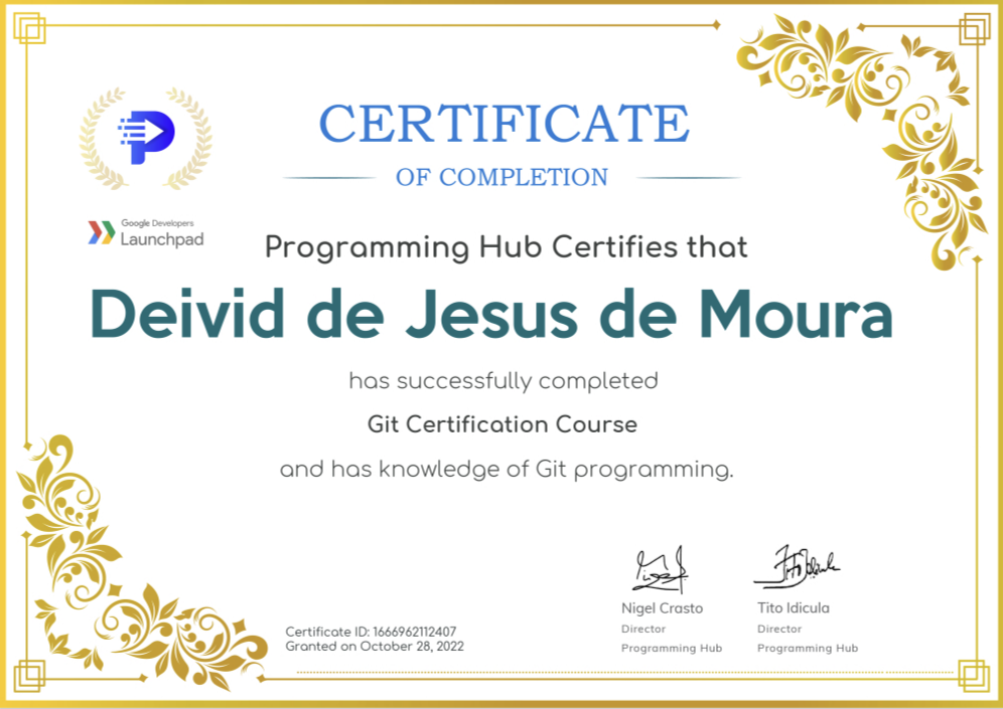 CERTIFICATE
OF COMPLETION
Google Developers
Launchpad
Programming Hub Certifies that
Deivid de Jesus de Moura
has successfully completed
Git Certification Course
and has knowledge of Git programming.
Nigel Crasto
Director
Programming Hub
Tito Idicula
Director
Programming Hub
Certificate ID: 1666962112407
Granted on October 28, 2022